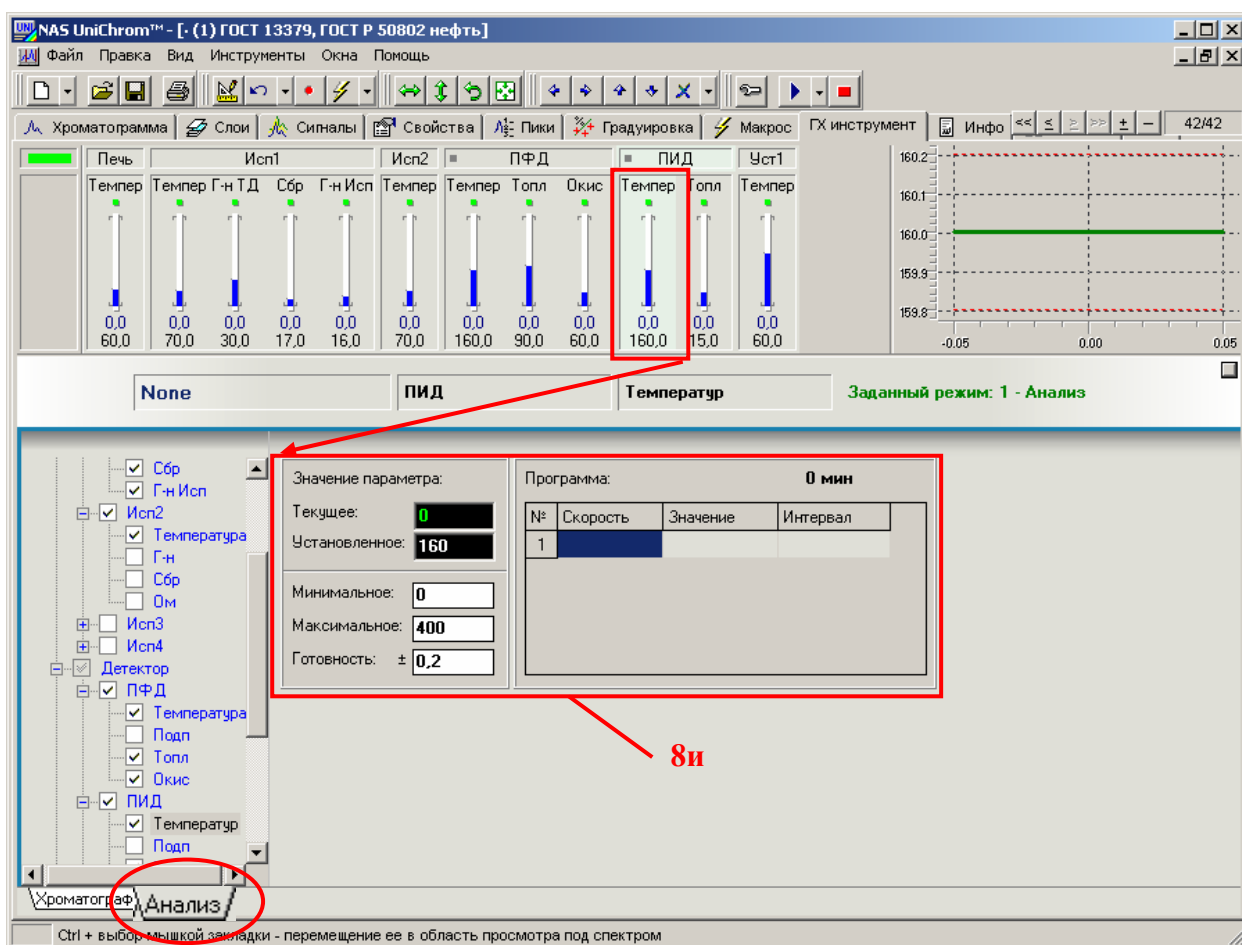 NAS UniChrom™ - [- (1) ГОСТ 13379, ГОСТ Р 50802 нефть]
Файл Правка Вид Инструменты Окна Помощь
Хроматограмма Слои Сигналы Свойства Пики Градуировка Макрос ГХ инструмент Инфо << ≤ ≥ >> ± − 42/42
Печь Исп1 Исп2 ПФД ПИД Уст1
Темпер Темпер Г-н ТД Сбр Г-н Исп Темпер Темпер Топл Окис Темпер Топл Темпер
0,0 0,0 0,0 0,0 0,0 0,0 0,0 0,0 0,0 0,0 0,0 0,0
60,0 70,0 30,0 17,0 16,0 70,0 160,0 90,0 60,0 160,0 15,0 60,0
160.2
160.1
160.0
159.9
159.8
-0.05 0.00 0.05
None ПИД Температур Заданный режим: 1 - Анализ
Сбр
Г-н Исп
Исп2
Температура
Г-н
Сбр
Ом
Исп3
Исп4
Детектор
ПФД
Температура
Подп
Топл
Окис
ПИД
Температур
Подп
Значение параметра:
Текущее: 0
Установленное: 160
Минимальное: 0
Максимальное: 400
Готовность: ± 0,2
Программа: 0 мин
№ Скорость Значение Интервал
1
8и
Хроматограф Анализ
Ctrl + выбор мышкой закладки - перемещение ее в область просмотра под спектром